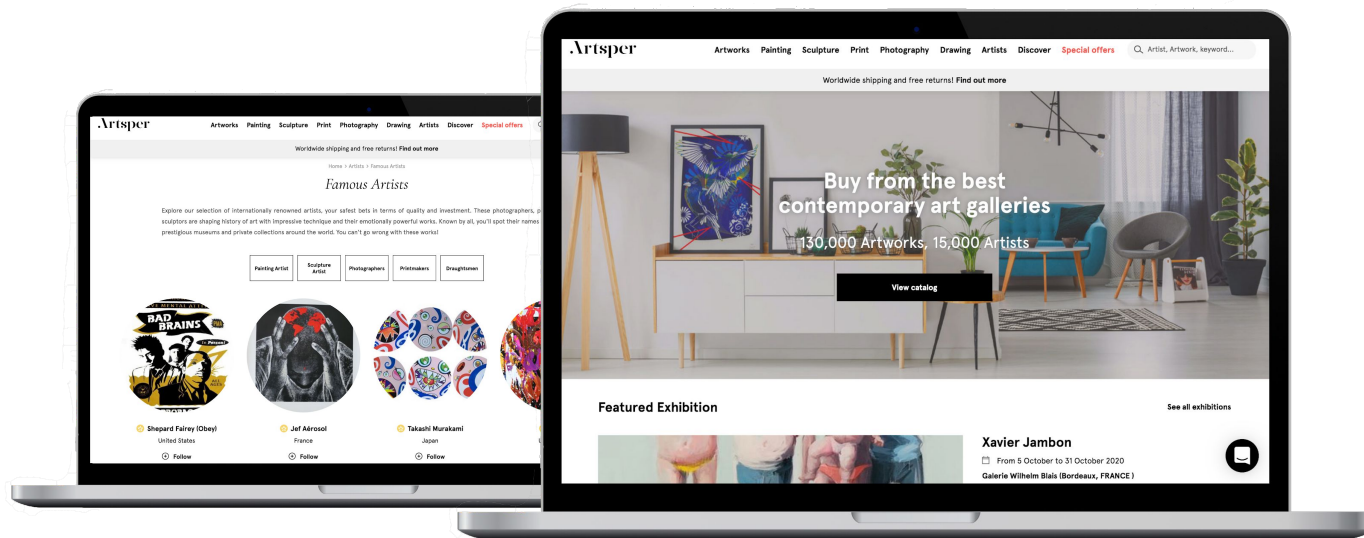 Artsper
Artworks Painting Sculpture Print Photography Drawing Artists Discover Special offers
Worldwide shipping and free returns! Find out more
Home > Artists > Famous Artists
Famous Artists
Explore our selection of internationally renowned artists, your safest bets in terms of quality and investment. These photographers, p
sculptors are shaping history of art with impressive technique and their emotionally powerful works. Known by all, you'll spot their names
prestigious museums and private collections around the world. You can't go wrong with these works!
Painting Artist
Sculpture
Artist
Photographers
Printmakers
Draughtsmen
BAD
BRAINS
in Person!
ALL
AGES
Shepard Fairey (Obey)
United States
Follow
Jef Aérosol
France
Follow
Takashi Murakami
Japan
Follow
Artsper
Artworks Painting Sculpture Print Photography Drawing Artists Discover Special offers
Artist, Artwork, keyword...
Worldwide shipping and free returns! Find out more
Buy from the best
contemporary art galleries
130,000 Artworks, 15,000 Artists
View catalog
Featured Exhibition
See all exhibitions
Xavier Jambon
From 5 October to 31 October 2020
Galerie Wilhelm Blais (Bordeaux, FRANCE )